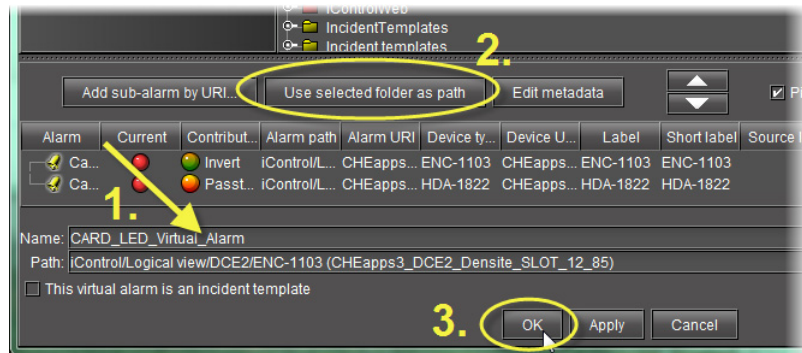 iControlWeb
IncidentTemplates
Incident templates
2.
Add sub-alarm by URI... Use selected folder as path Edit metadata
Alarm Current Contribut... Alarm path Alarm URI Device ty... Device U... Label Short label Source
Ca... Invert iControl/L... CHEapps... ENC-1103 CHEapps... ENC-1103 ENC-1103
Ca... Passt... iControl/L... CHEapps... HDA-1822 CHEapps... HDA-1822 HDA-1822
1.
Name: CARD_LED_Virtual_Alarm
Path: iControl/Logical view/DCE2/ENC-1103 (CHEapps3_DCE2_Densite_SLOT_12_85)
This virtual alarm is an incident template
3. OK Apply Cancel